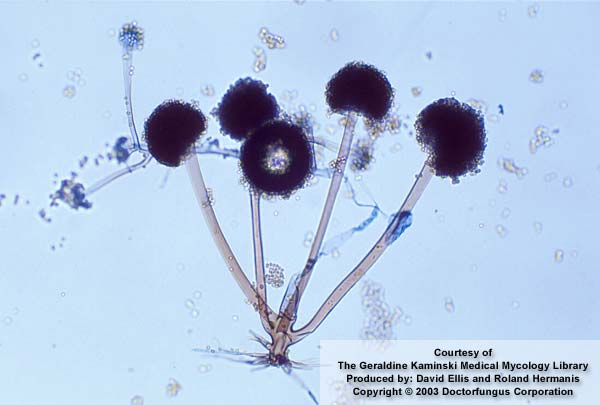 Courtesy of
The Geraldine Kaminski Medical Mycology Library
Produced by: David Ellis and Roland Hermanis
Copyright © 2003 Doctorfungus Corporation